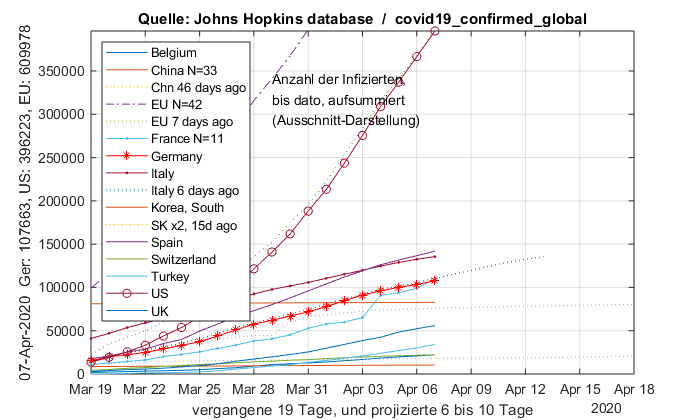 Quelle: Johns Hopkins database / covid19_confirmed_global
07-Apr-2020 Ger: 107663, US: 396223, EU: 609978
350000
300000
250000
200000
150000
100000
50000
0
Belgium
China N=33
Chn 46 days ago
EU N=42
EU 7 days ago
France N=11
Germany
Italy
Italy 6 days ago
Korea, South
SK x2, 15d ago
Spain
Switzerland
Turkey
US
UK
Anzahl der Infizierten,
bis dato, aufsummiert
(Ausschnitt-Darstellung)
Mar 19 Mar 22 Mar 25 Mar 28 Mar 31 Apr 03 Apr 06 Apr 09 Apr 12 Apr 15 Apr 18
2020
vergangene 19 Tage, und projizierte 6 bis 10 Tage